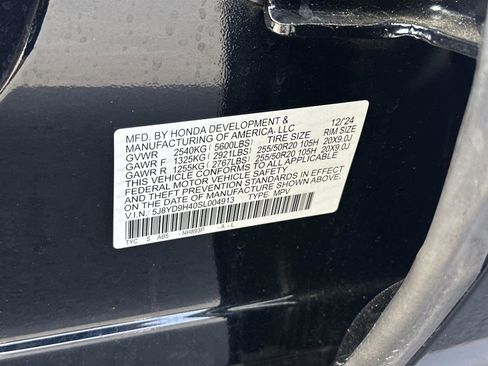 MFD. BY HONDA DEVELOPMENT & 12/24
MANUFACTURING OF AMERICA, LLC
GVWR 2540KG ( 5600LBS) TIRE SIZE RIM SIZE
GAWR F 1325KG ( 2921LBS) 255/50R20 105H 20X9.0J
GAWR R 1255KG ( 2767LBS) 255/50R20 105H 20X9.0J
THIS VEHICLE CONFORMS TO ALL APPLICABLE
FEDERAL MOTOR VEHICLE SAFETY, BUMPER,
AND THEFT PREVENTION STANDARDS IN EFFECT ON
THE DATE OF MANUFACTURE SHOWN ABOVE.
V.I.N.: 5J8YD9H40SL004913 TYPE: MPV
TYC S AB5 - NH893P -A - L